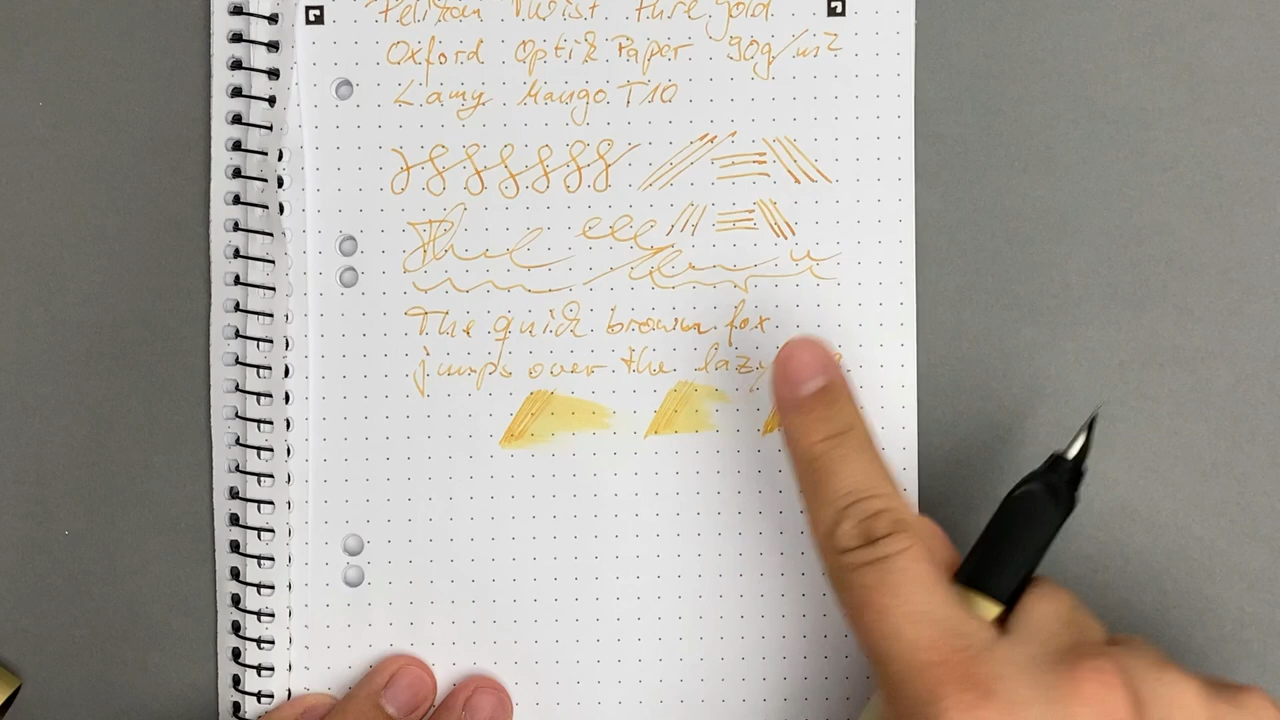 Pelikan Twist Pure gold
Oxford Optik Paper 90g/m²
Lamy Mango T10
The quick brown fox
jumps over the lazy